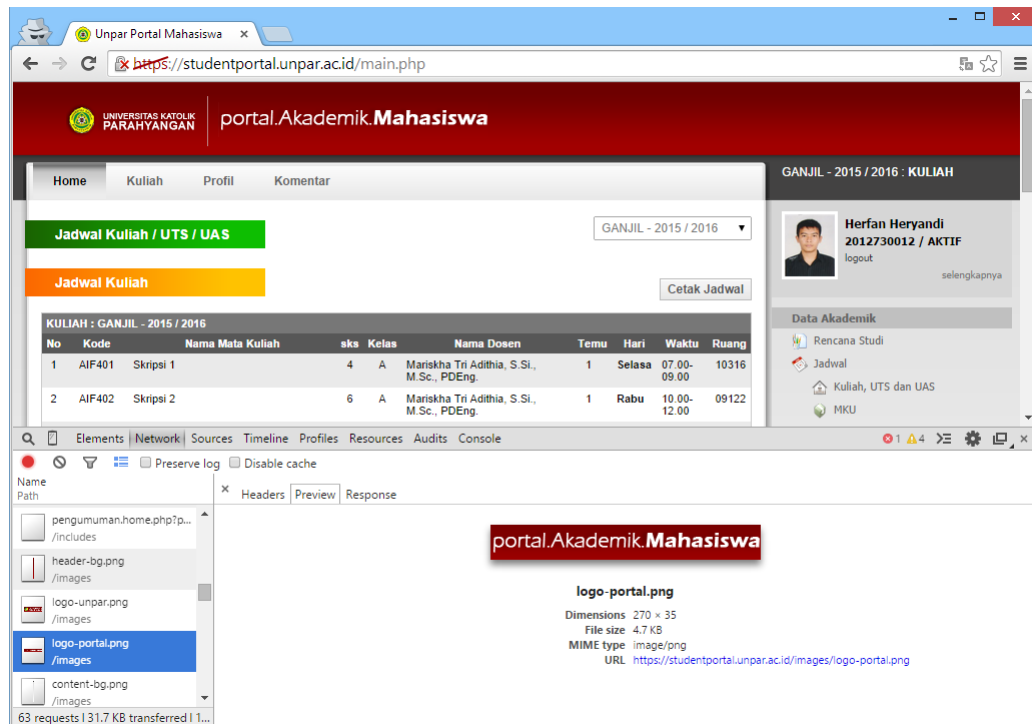 Unpar Portal Mahasiswa ×
https://studentportal.unpar.ac.id/main.php
UNIVERSITAS KATOLIK
PARAHYANGAN
portal.Akademik.Mahasiswa
Home Kuliah Profil Komentar
GANJIL - 2015 / 2016 : KULIAH
Jadwal Kuliah / UTS / UAS
GANJIL - 2015 / 2016
Herfan Heryandi
2012730012 / AKTIF
logout
selengkapnya
Jadwal Kuliah
Cetak Jadwal
Data Akademik
Rencana Studi
Jadwal
Kuliah, UTS dan UAS
MKU
KULIAH : GANJIL - 2015 / 2016
No Kode Nama Mata Kuliah sks Kelas Nama Dosen Temu Hari Waktu Ruang
1 AIF401 Skripsi 1 4 A Mariskha Tri Adithia, S.Si., 1 Selasa 07.00- 10316
M.Sc., PDEng. 09.00
2 AIF402 Skripsi 2 6 A Mariskha Tri Adithia, S.Si., 1 Rabu 10.00- 09122
M.Sc., PDEng. 12.00
Elements Network Sources Timeline Profiles Resources Audits Console 1 4
Preserve log Disable cache
Name
Path
× Headers Preview Response
pengumuman.home.php?p...
/includes
header-bg.png
/images
logo-unpar.png
/images
logo-portal.png
/images
content-bg.png
/images
63 requests | 31.7 KB transferred | 1...
portal.Akademik.Mahasiswa
logo-portal.png
Dimensions 270 × 35
File size 4.7 KB
MIME type image/png
URL https://studentportal.unpar.ac.id/images/logo-portal.png